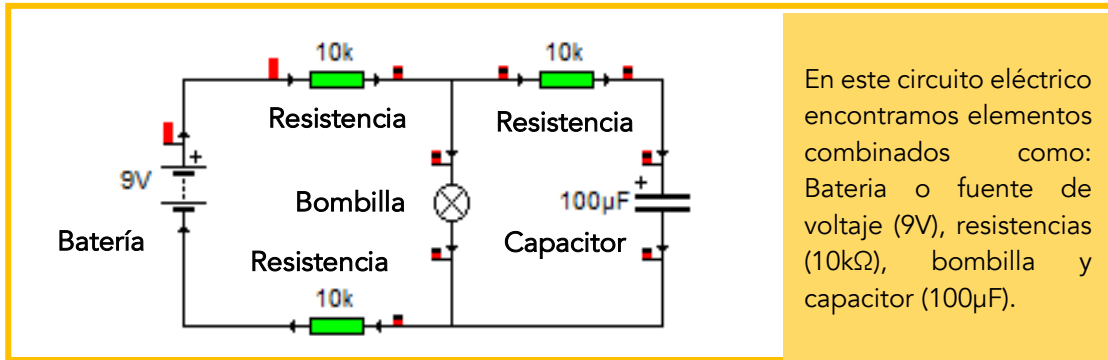 10k
10k
Resistencia
Resistencia
+
9V
Bombilla
+
100µF
Batería
Capacitor
Resistencia
10k
En este circuito eléctrico
encontramos elementos
combinados como:
Bateria o fuente de
voltaje (9V), resistencias
(10kΩ), bombilla y
capacitor (100µF).